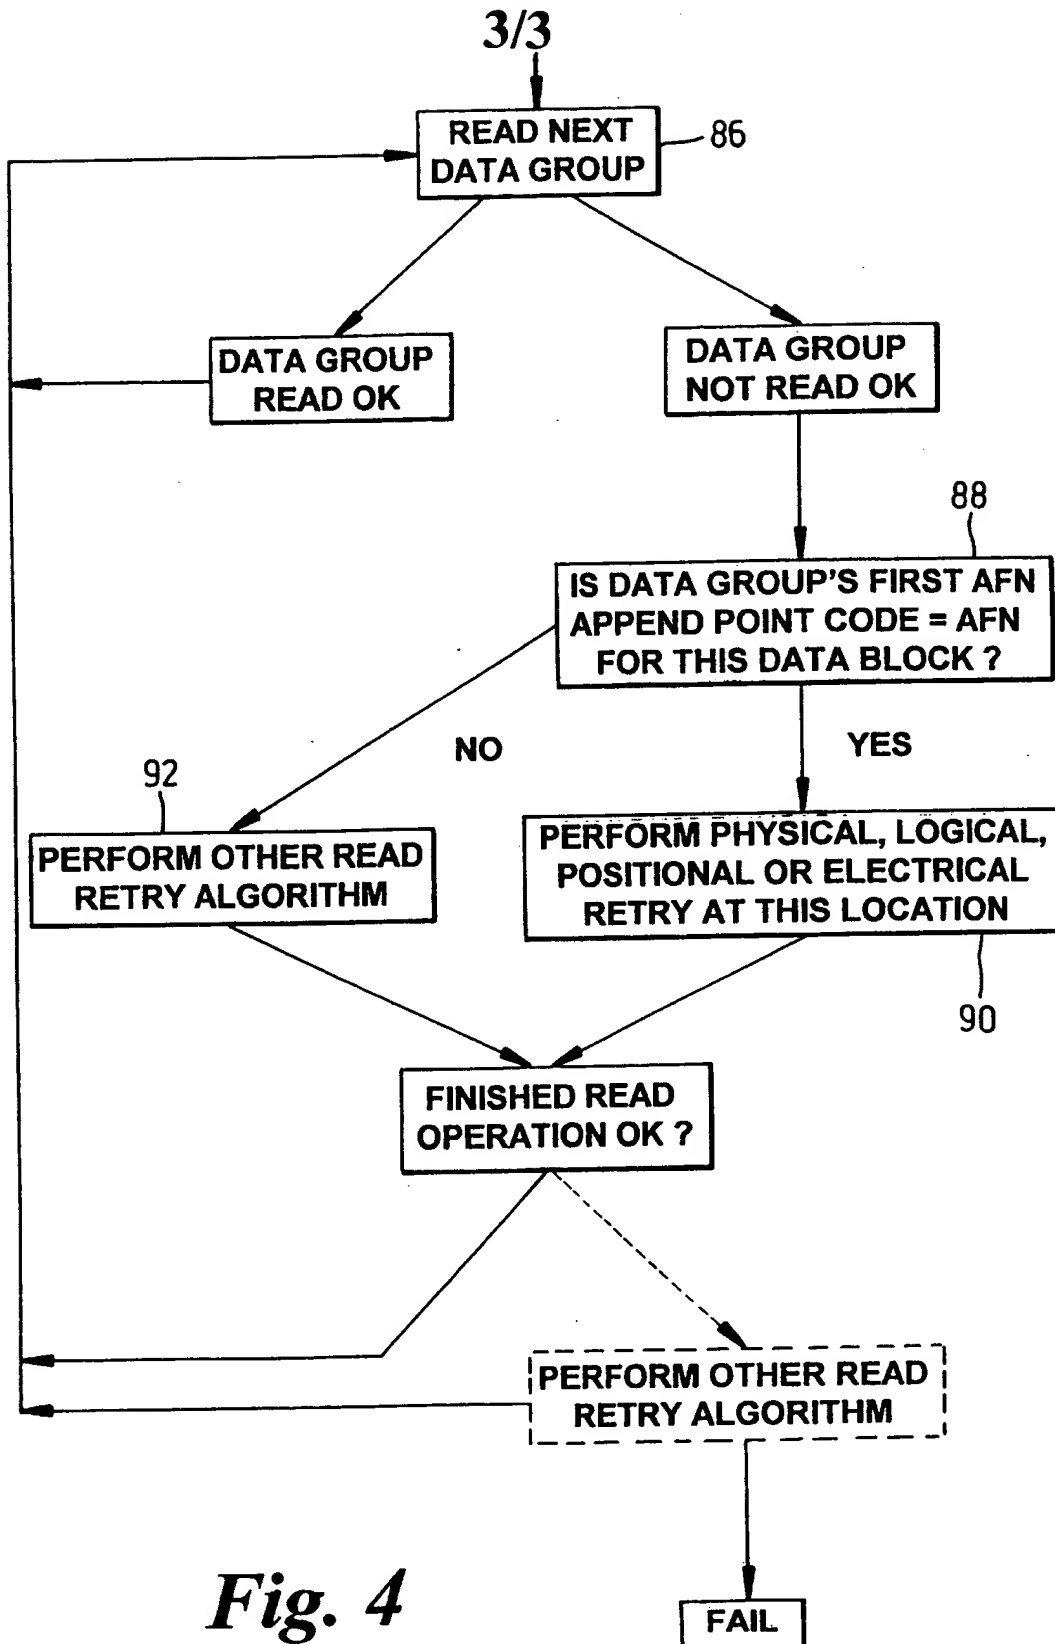 3/3
READ NEXT
DATA GROUP
86
DATA GROUP
READ OK
DATA GROUP
NOT READ OK
88
IS DATA GROUP'S FIRST AFN
APPEND POINT CODE = AFN
FOR THIS DATA BLOCK ?
NO
YES
92
PERFORM OTHER READ
RETRY ALGORITHM
PERFORM PHYSICAL, LOGICAL,
POSITIONAL OR ELECTRICAL
RETRY AT THIS LOCATION
90
FINISHED READ
OPERATION OK ?
PERFORM OTHER READ
RETRY ALGORITHM
Fig. 4
FAIL